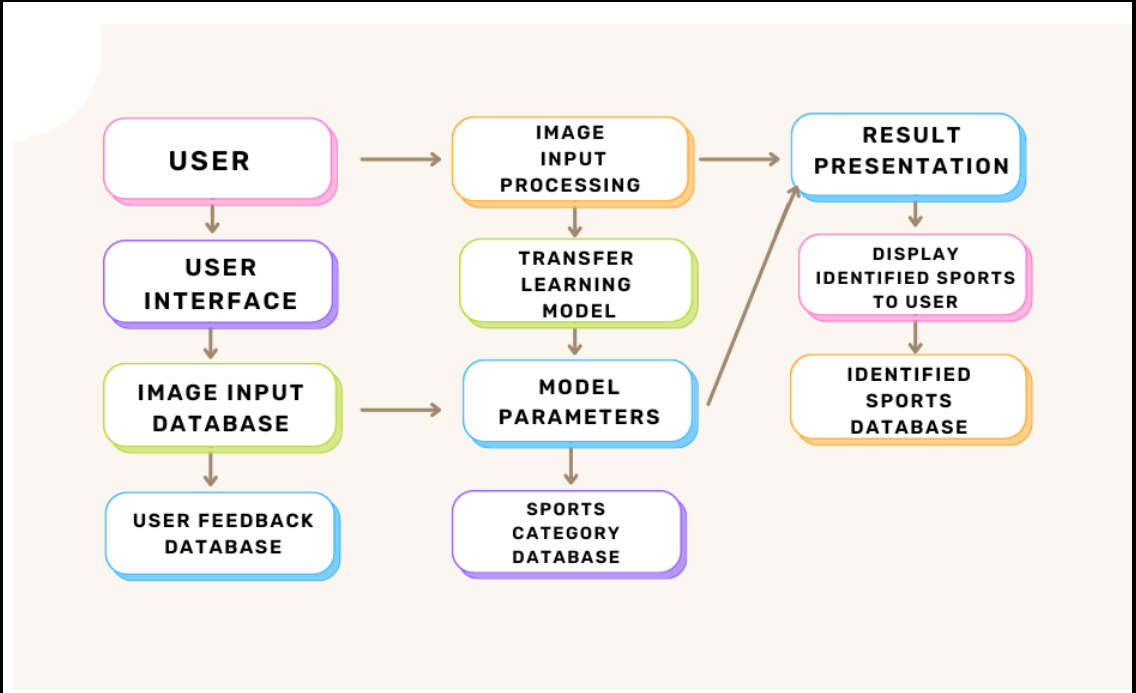 USER
USER
INTERFACE
IMAGE INPUT
DATABASE
USER FEEDBACK
DATABASE
IMAGE
INPUT
PROCESSING
TRANSFER
LEARNING
MODEL
MODEL
PARAMETERS
SPORTS
CATEGORY
DATABASE
RESULT
PRESENTATION
DISPLAY
IDENTIFIED SPORTS
TO USER
IDENTIFIED
SPORTS
DATABASE